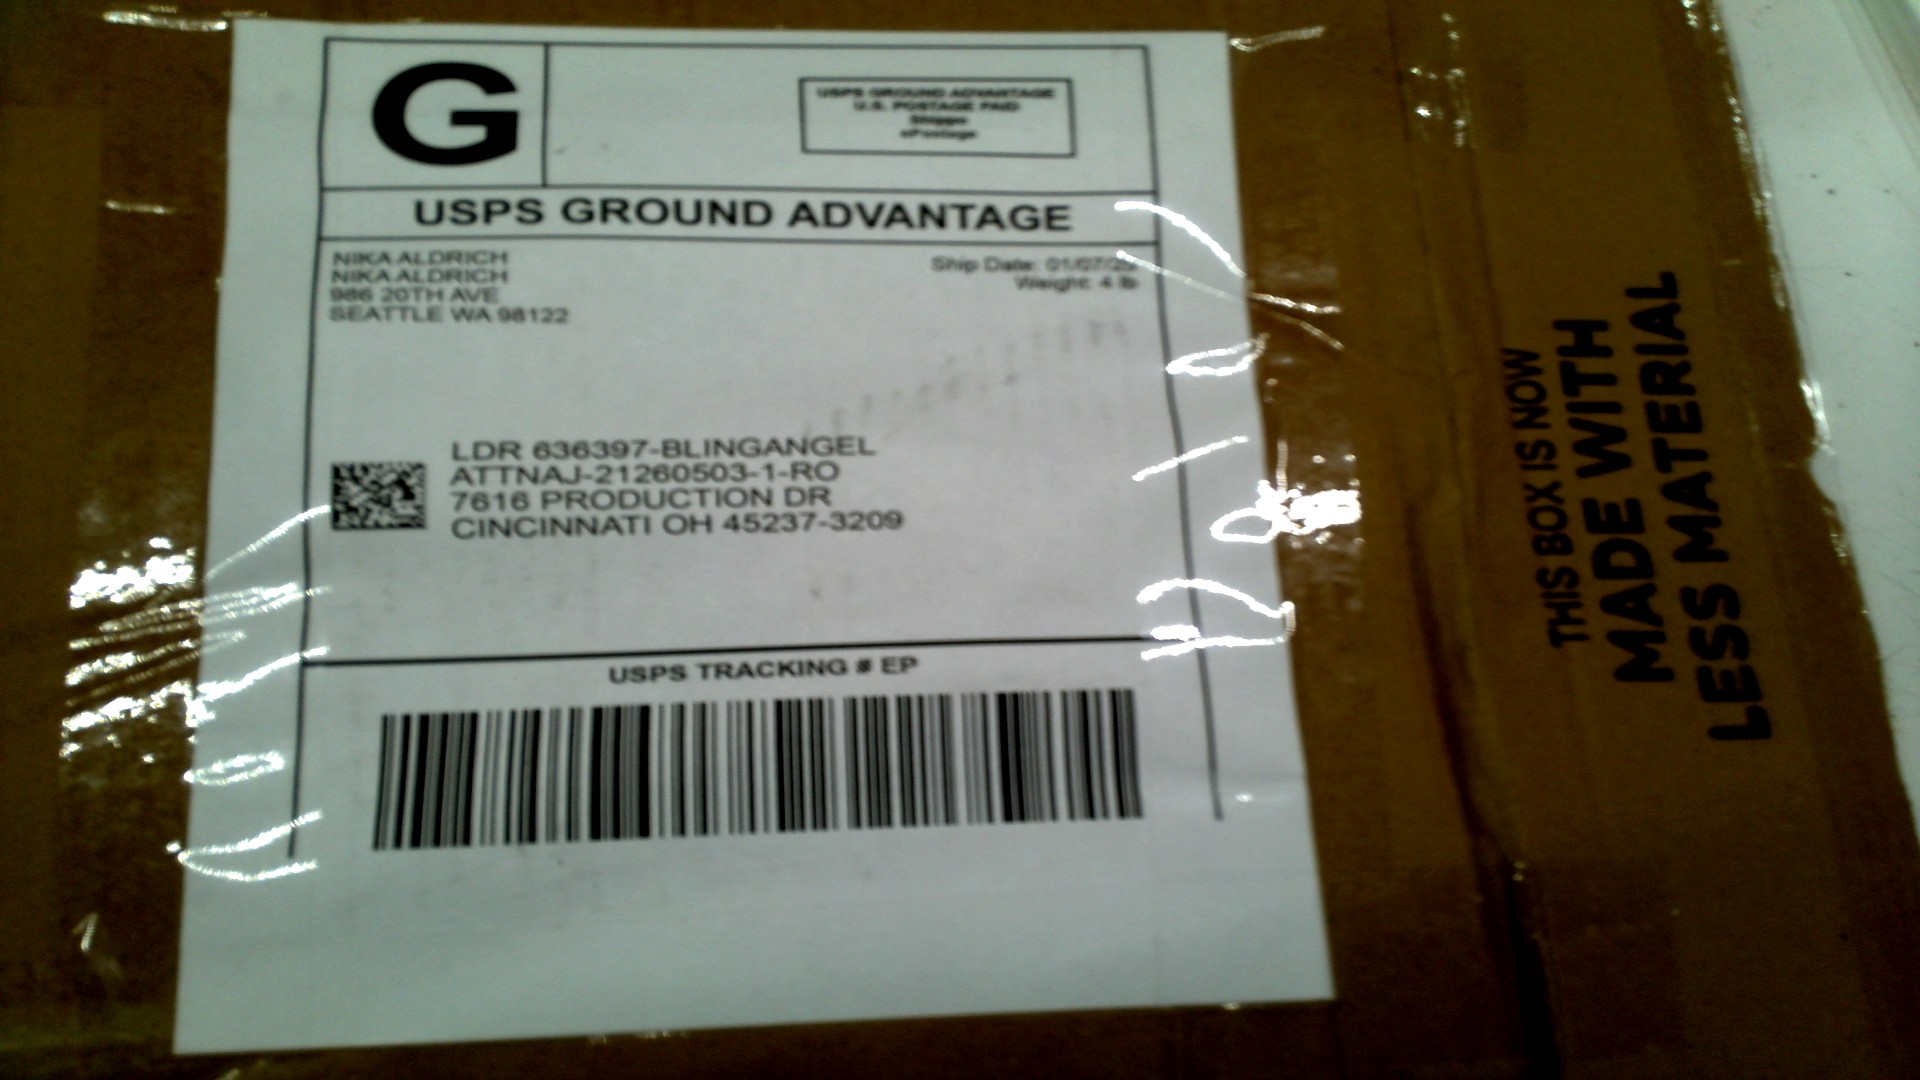 G
USPS GROUND ADVANTAGE
U.S. POSTAGE PAID
Shippo
ePostage
USPS GROUND ADVANTAGE
NIKA ALDRICH
NIKA ALDRICH
986 20TH AVE
SEATTLE WA 98122
Ship Date: 01/07/
Weight: 4 lb
LDR 636397-BLINGANGEL
ATTNAJ-21260503-1-RO
7616 PRODUCTION DR
CINCINNATI OH 45237-3209
USPS TRACKING # EP
THIS BOX IS NOW
MADE WITH
LESS MATERIAL